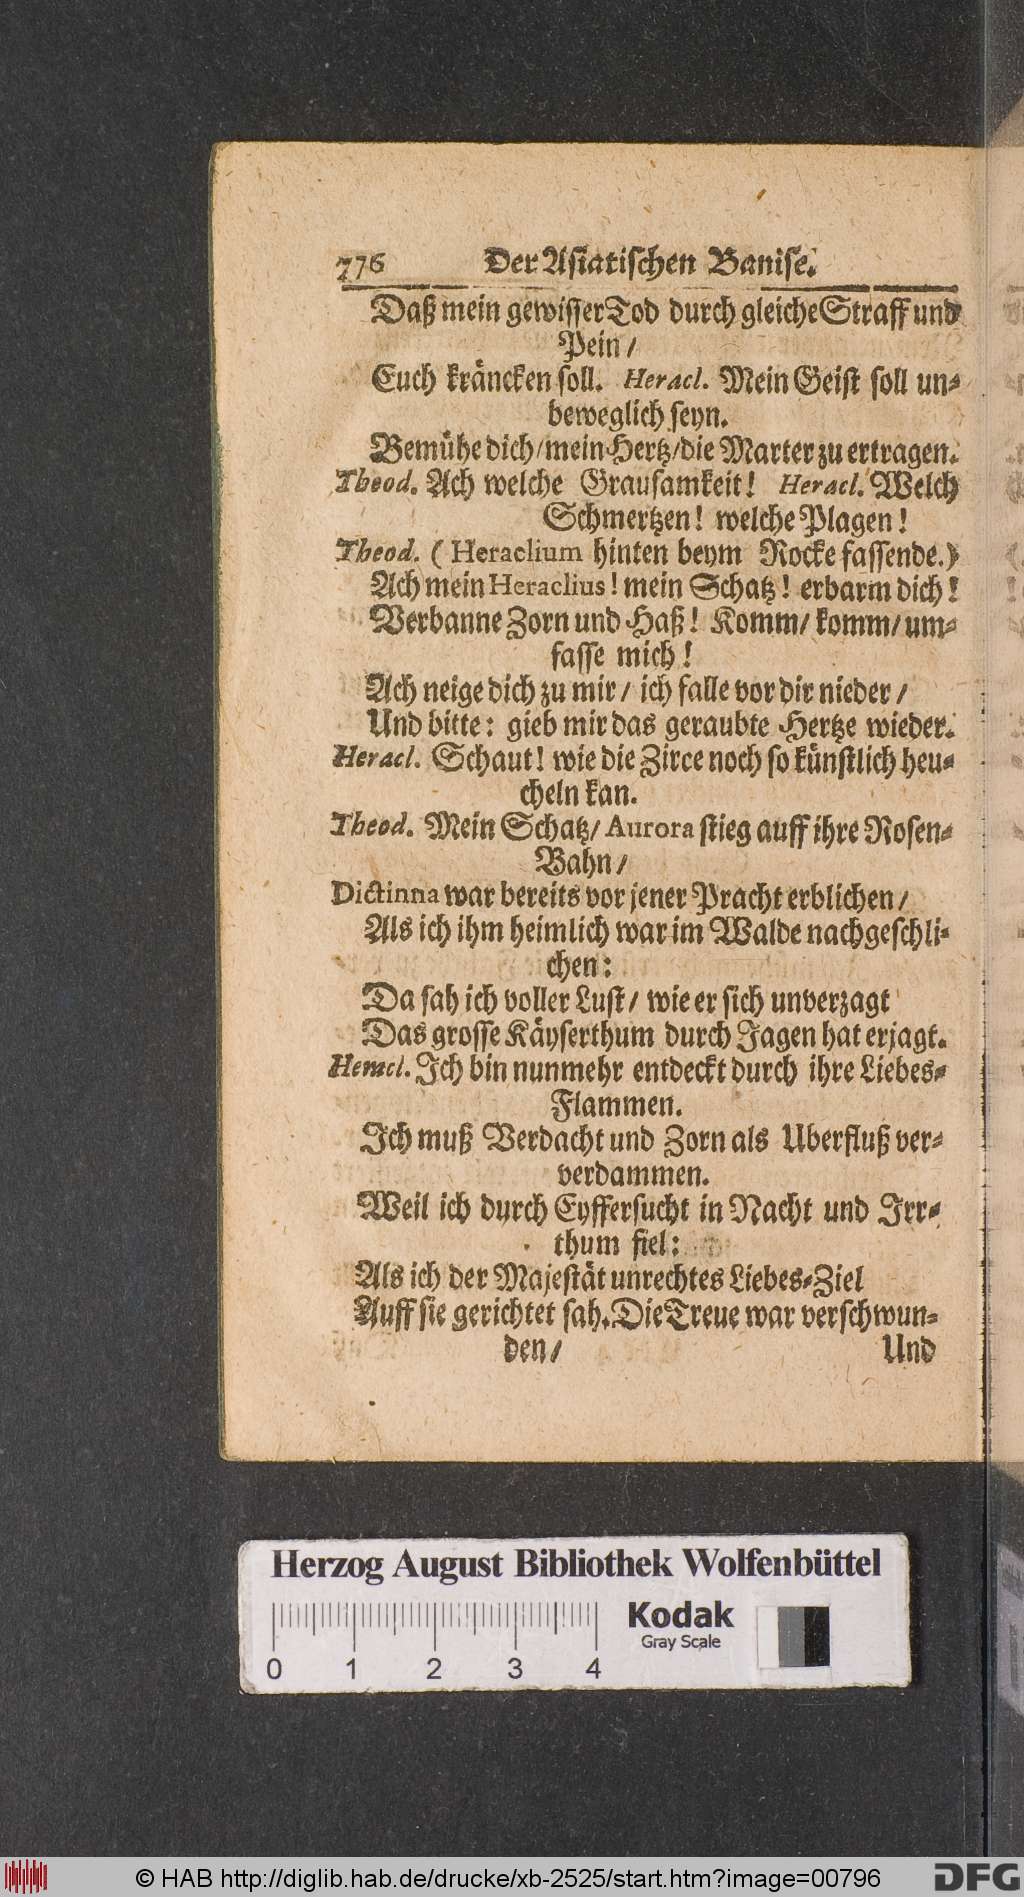 776 Der Asiatischen Banise.
Daß mein gewisser Tod durch gleiche Straff und
Pein /
Euch kräncken soll. Heracl. Mein Geist soll un-
beweglich seyn.
Bemühe dich / mein Hertz / die Marter zu ertragen.
Theod. Ach welche Grausamkeit! Heracl. Welch
Schmertzen! welche Plagen!
Theod. ( Heraclium hinten beym Rocke fassende.)
Ach mein Heraclius! mein Schatz! erbarm dich!
Verbanne Zorn und Haß! Komm / komm / um-
fasse mich!
Ach neige dich zu mir / ich falle vor dir nieder /
Und bitte: gieb mir das geraubte Hertze wieder.
Heracl. Schaut! wie die Zirce noch so künstlich heu-
cheln kan.
Theod. Mein Schatz / Aurora stieg auff ihre Rosen-
Bahn /
Dictinna war bereits vor jener Pracht erblichen /
Als ich ihm heimlich war im Walde nachgeschli-
chen:
Da sah ich voller Lust / wie er sich unverzagt
Das grosse Käyserthum durch Jagen hat erjagt.
Heracl. Ich bin nunmehr entdeckt durch ihre Liebes-
Flammen.
Ich muß Verdacht und Zorn als Uberfluß ver-
verdammen.
Weil ich durch Eyffersucht in Nacht und Irr-
thum fiel:
Als ich der Majestät unrechtes Liebes-Ziel
Auff sie gerichtet sah. Die Treue war verschwun-
den / Und
Herzog August Bibliothek Wolfenbüttel
Kodak
Gray Scale
0 1 2 3 4
© HAB http://diglib.hab.de/drucke/xb-2525/start.htm?image=00796
DFG